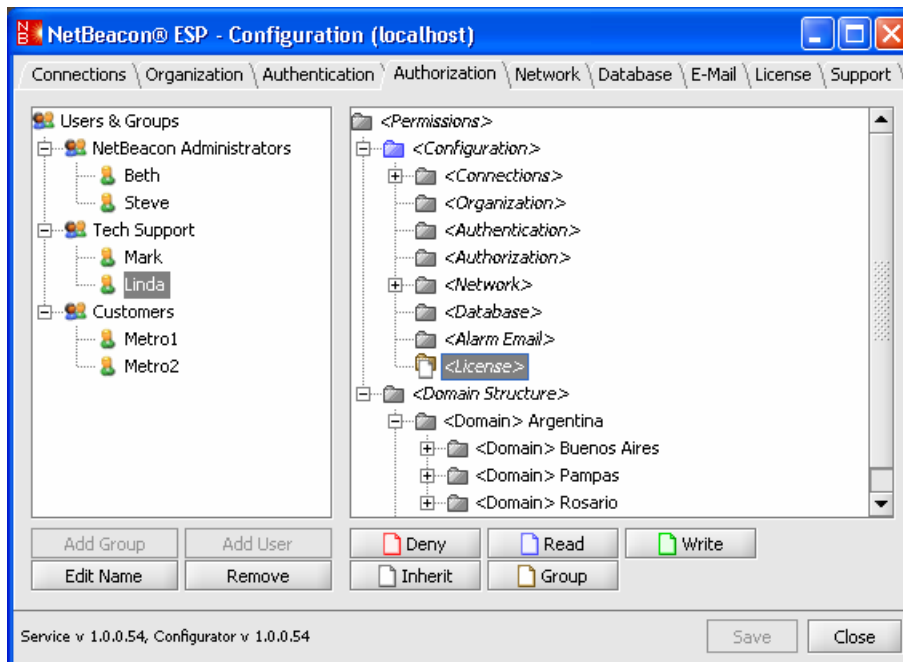 NetBeacon® ESP - Configuration (localhost)
Connections Organization Authentication Authorization Network Database E-Mail License Support
Users & Groups
NetBeacon Administrators
Beth
Steve
Tech Support
Mark
Linda
Customers
Metro1
Metro2
<Permissions>
<Configuration>
<Connections>
<Organization>
<Authentication>
<Authorization>
<Network>
<Database>
<Alarm Email>
<License>
<Domain Structure>
<Domain> Argentina
<Domain> Buenos Aires
<Domain> Pampas
<Domain> Rosario
Add Group Add User
Edit Name Remove
Deny Read Write
Inherit Group
Service v 1.0.0.54, Configurator v 1.0.0.54
Save Close